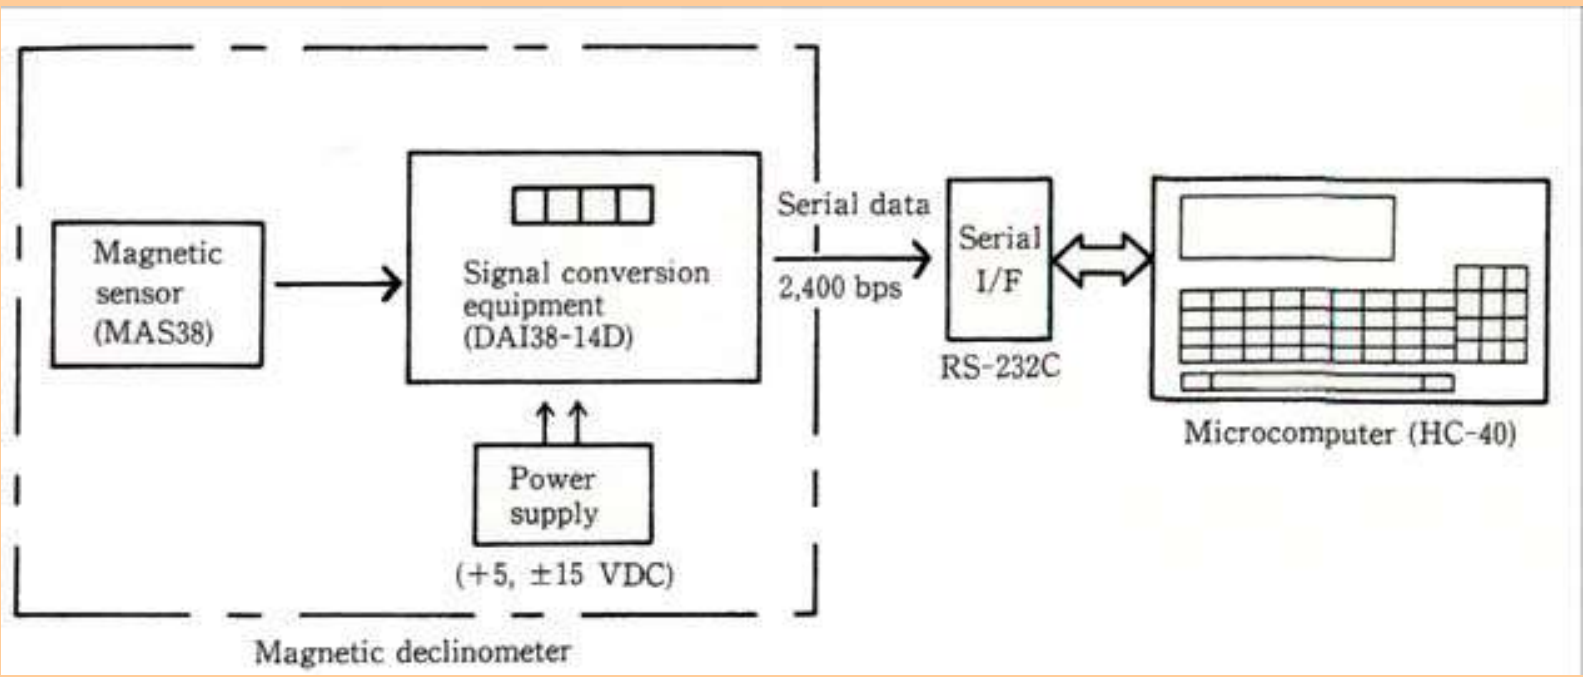 Magnetic
sensor
(MAS38)
Signal conversion
equipment
(DAI38-14D)
Power
supply
(+5, ±15 VDC)
Magnetic declinometer
Serial data
2,400 bps
Serial
I/F
RS-232C
Microcomputer (HC-40)